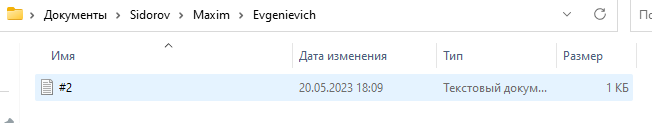 Документы > Sidorov > Maxim > Evgenievich
Имя Дата изменения Тип Размер
#2 20.05.2023 18:09 Текстовый докум... 1 КБ